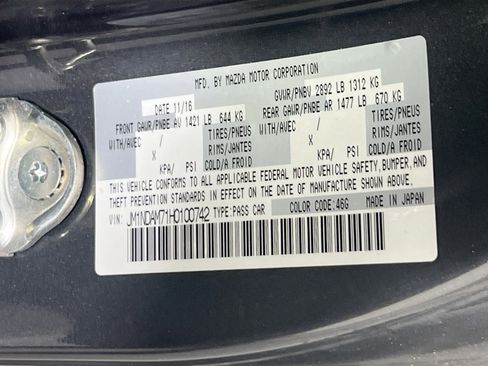 MFD. BY MAZDA MOTOR CORPORATION
DATE 11/16 GVWR/PNBV 2892 LB 1312 KG
FRONT GAWR/PNBE AV 1421 LB 644 KG REAR GAWR/PNBE AR 1477 LB 670 KG
WITH/AVEC / TIRES/PNEUS WITH/AVEC / TIRES/PNEUS
X RIMS/JANTES X RIMS/JANTES
KPA/ PSI COLD/A FROID KPA/ PSI COLD/A FROID
THIS VEHICLE CONFORMS TO ALL APPLICABLE FEDERAL MOTOR VEHICLE SAFETY, BUMPER, AND
THEFT PREVENTION STANDARDS IN EFFECT ON THE DATE OF MANUFACTURE SHOWN ABOVE.
JM1NDAM71H0100742 TYPE: PASS CAR COLOR CODE: 46G MADE IN JAPAN